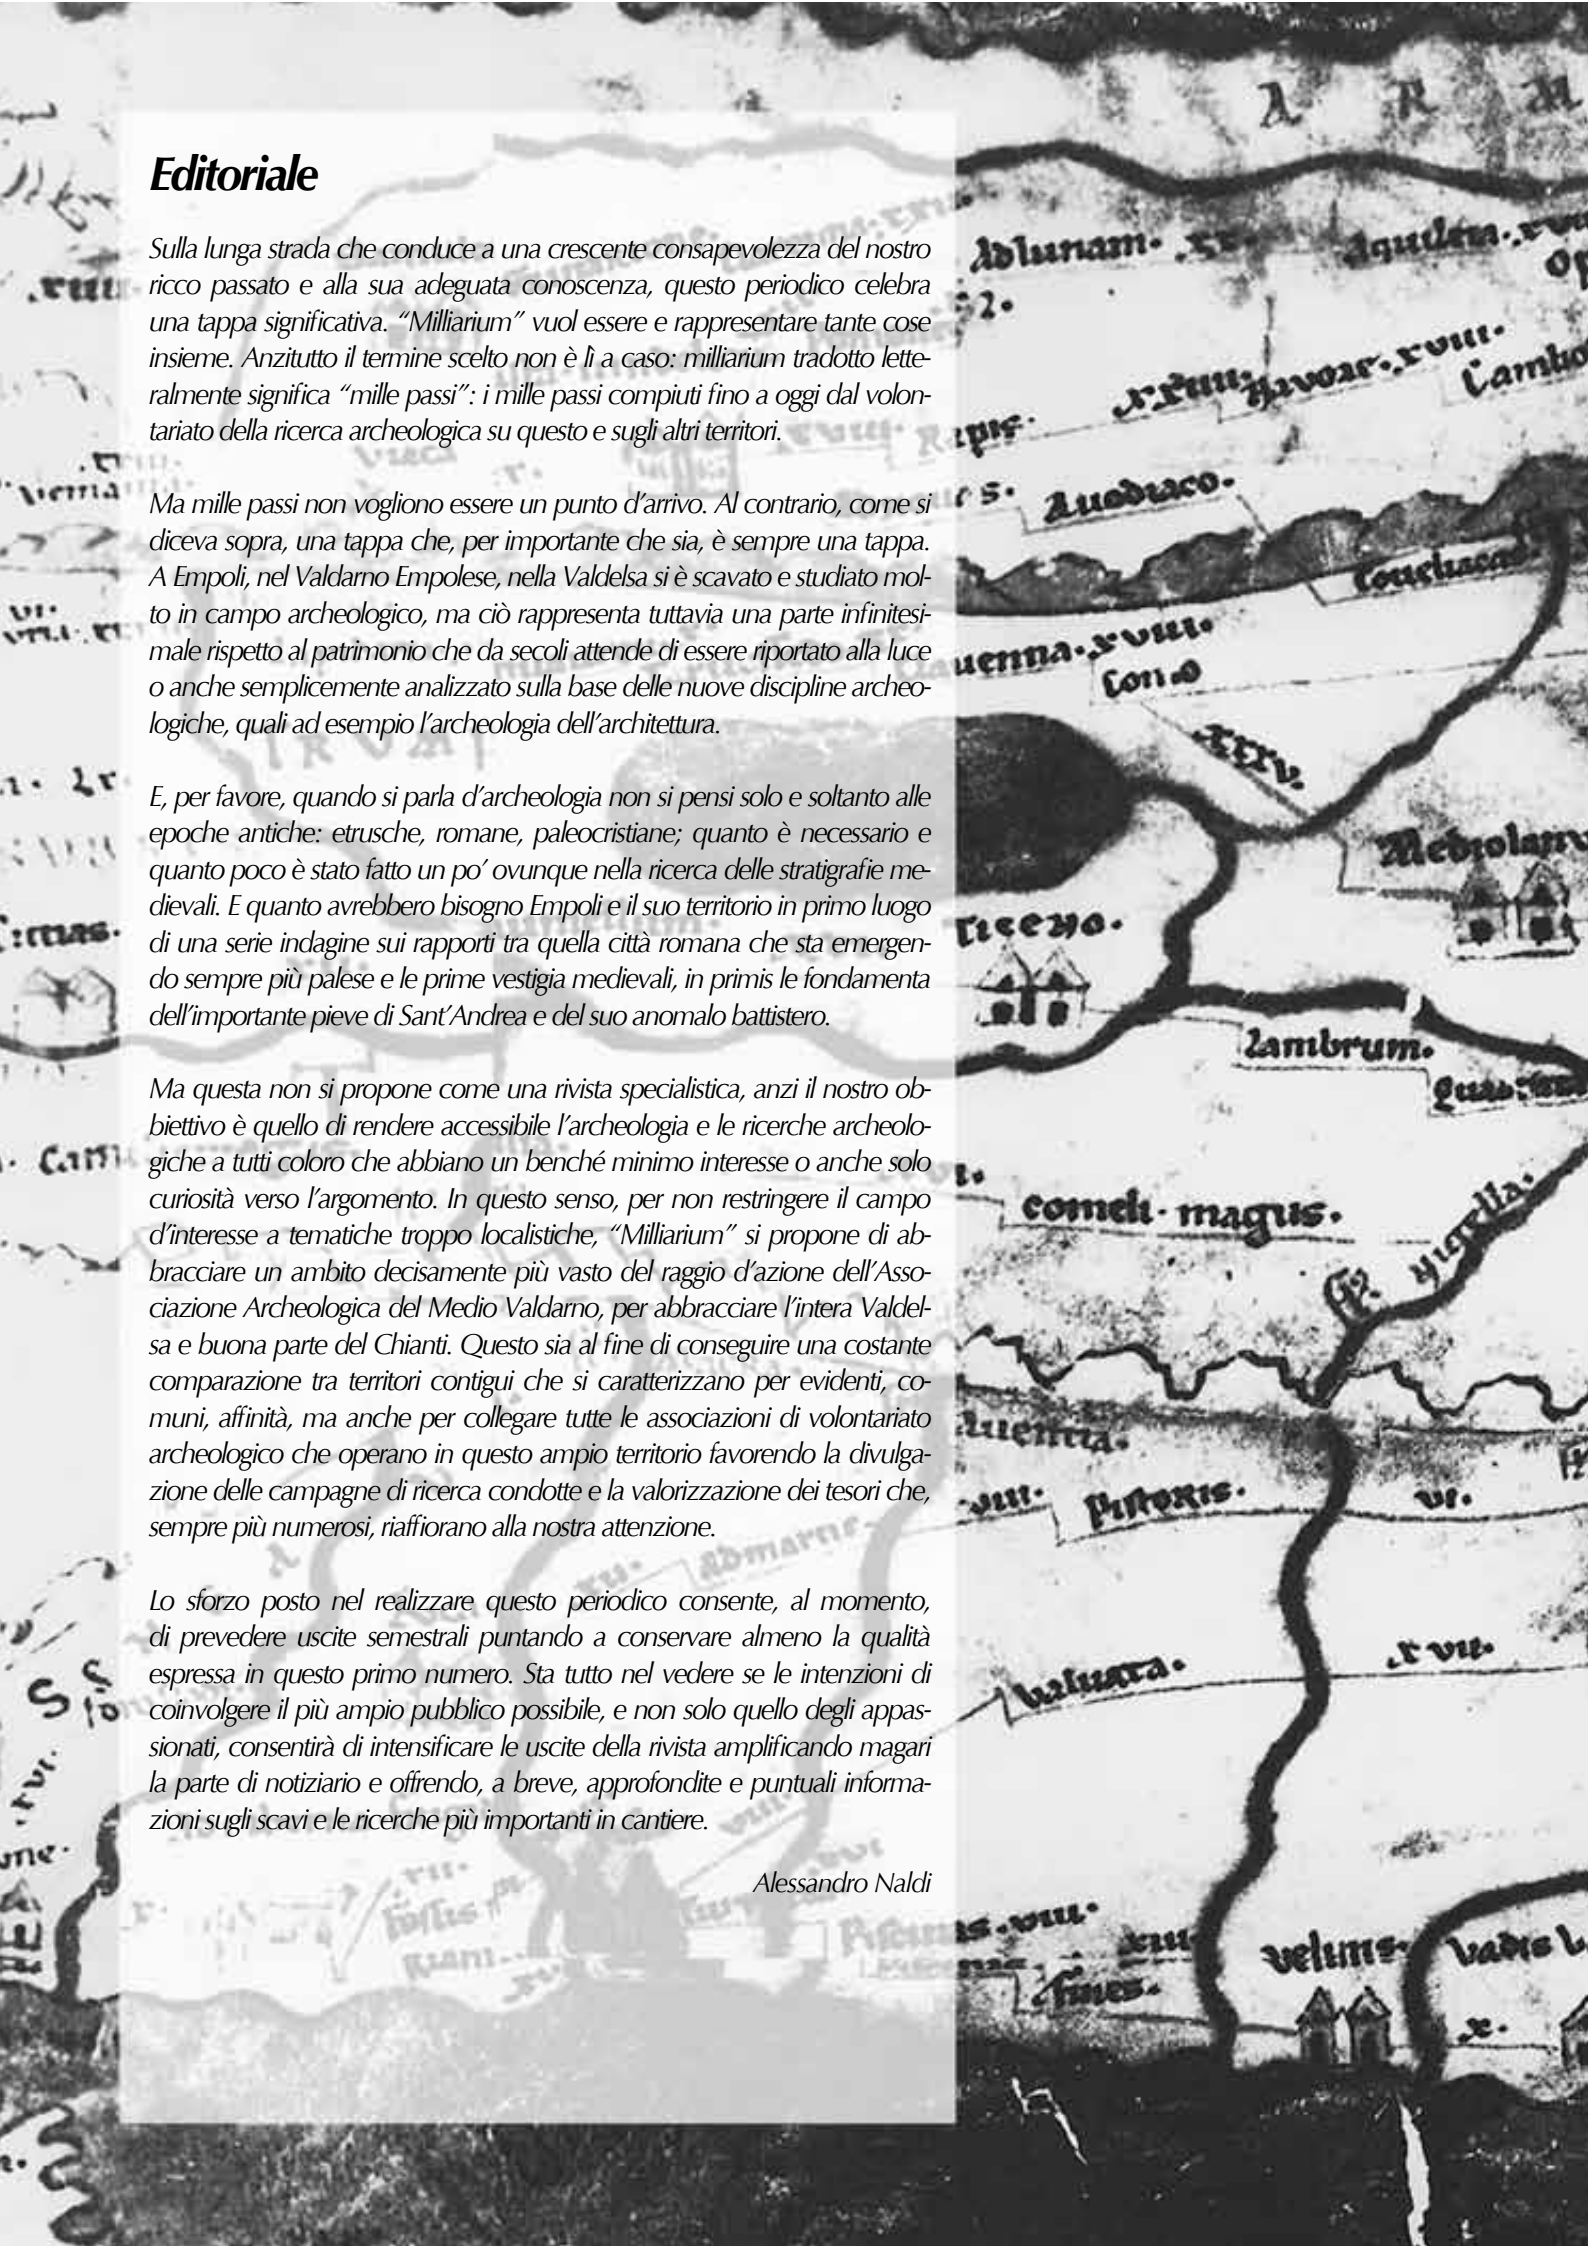 Editoriale
Sulla lunga strada che conduce a una crescente consapevolezza del nostro
ricco passato e alla sua adeguata conoscenza, questo periodico celebra
una tappa significativa. “Milliarium” vuol essere e rappresentare tante cose
insieme. Anzitutto il termine scelto non è lì a caso: milliarium tradotto lette-
ralmente significa “mille passi”: i mille passi compiuti fino a oggi dal volon-
tariato della ricerca archeologica su questo e sugli altri territori.
Ma mille passi non vogliono essere un punto d’arrivo. Al contrario, come si
diceva sopra, una tappa che, per importante che sia, è sempre una tappa.
A Empoli, nel Valdarno Empolese, nella Valdelsa si è scavato e studiato mol-
to in campo archeologico, ma ciò rappresenta tuttavia una parte infinitesi-
male rispetto al patrimonio che da secoli attende di essere riportato alla luce
o anche semplicemente analizzato sulla base delle nuove discipline archeo-
logiche, quali ad esempio l’archeologia dell’architettura.
E, per favore, quando si parla d’archeologia non si pensi solo e soltanto alle
epoche antiche: etrusche, romane, paleocristiane; quanto è necessario e
quanto poco è stato fatto un po’ ovunque nella ricerca delle stratigrafie me-
dievali. E quanto avrebbero bisogno Empoli e il suo territorio in primo luogo
di una serie indagine sui rapporti tra quella città romana che sta emergen-
do sempre più palese e le prime vestigia medievali, in primis le fondamenta
dell’importante pieve di Sant’Andrea e del suo anomalo battistero.
Ma questa non si propone come una rivista specialistica, anzi il nostro ob-
biettivo è quello di rendere accessibile l’archeologia e le ricerche archeolo-
giche a tutti coloro che abbiano un benché minimo interesse o anche solo
curiosità verso l’argomento. In questo senso, per non restringere il campo
d’interesse a tematiche troppo localistiche, “Milliarium” si propone di ab-
bracciare un ambito decisamente più vasto del raggio d’azione dell’Asso-
ciazione Archeologica del Medio Valdarno, per abbracciare l’intera Valdel-
sa e buona parte del Chianti. Questo sia al fine di conseguire una costante
comparazione tra territori contigui che si caratterizzano per evidenti, co-
muni, affinità, ma anche per collegare tutte le associazioni di volontariato
archeologico che operano in questo ampio territorio favorendo la divulga-
zione delle campagne di ricerca condotte e la valorizzazione dei tesori che,
sempre più numerosi, riaffiorano alla nostra attenzione.
Lo sforzo posto nel realizzare questo periodico consente, al momento,
di prevedere uscite semestrali puntando a conservare almeno la qualità
espressa in questo primo numero. Sta tutto nel vedere se le intenzioni di
coinvolgere il più ampio pubblico possibile, e non solo quello degli appas-
sionati, consentirà di intensificare le uscite della rivista amplificando magari
la parte di notiziario e offrendo, a breve, approfondite e puntuali informa-
zioni sugli scavi e le ricerche più importanti in cantiere.
Alessandro Naldi
A R M
Adlunam.
xviii.
Auodiaco.
xviii.
xxxv.
Lambrum.
comeli. magus.
Pistoris. vi.
xvii.
viii.
xiii
fines.
velinis.
Vadis
x.